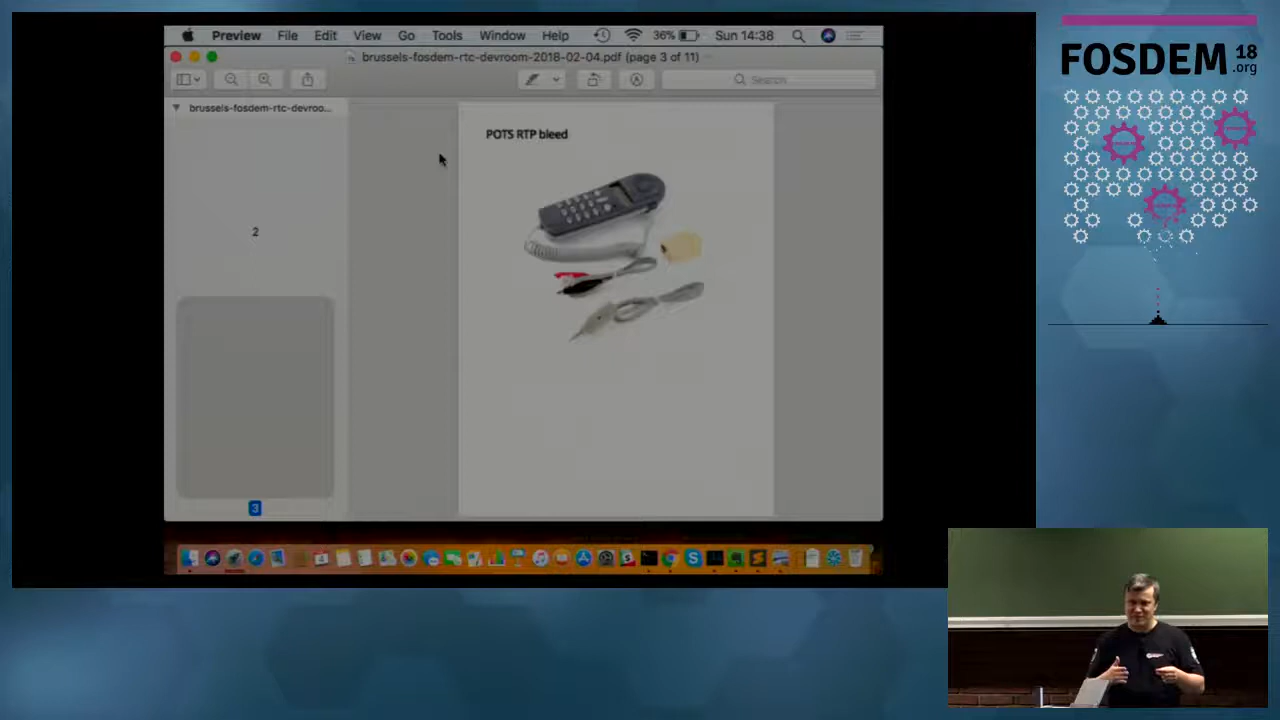 Preview File Edit View Go Tools Window Help 36% Sun 14:38
brussels-fosdem-rtc-devroom-2018-02-04.pdf (page 3 of 11)
Search
brussels-fosdem-rtc-devroo...
POTS RTP bleed
2
3
FOSDEM 18
.org